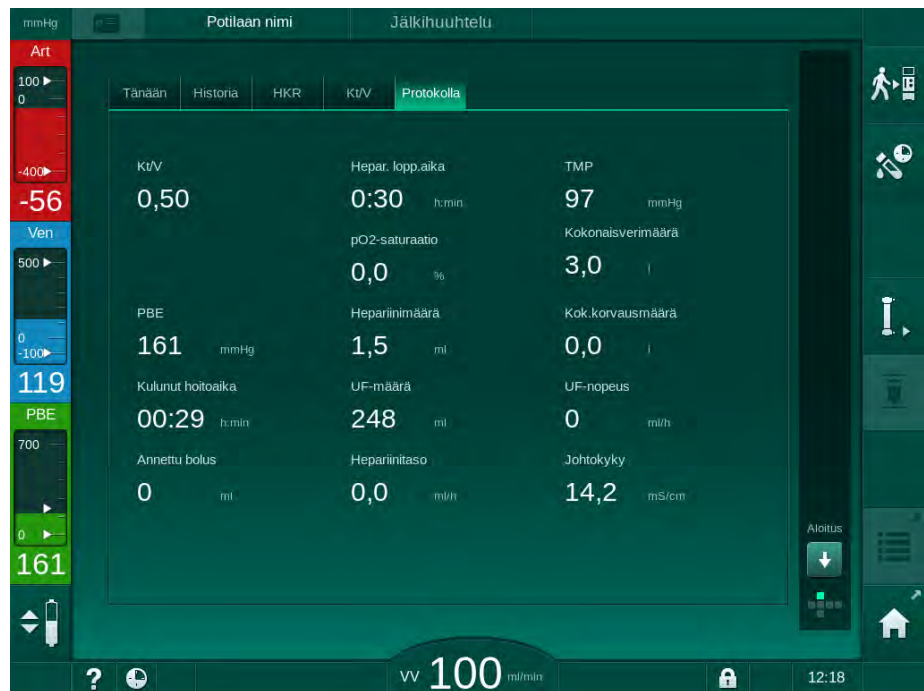 mmHg Potilaan nimi Jälkihuuhtelu
Art
100
0
-400
-56
Ven
500
0
-100
119
PBE
700
0
161
Tänään Historia HKR Kt/V Protokolla
Kt/V Hepar. lopp.aika TMP
0,50 0:30 h:min 97 mmHg
pO2-saturaatio Kokonaisverimäärä
0,0 % 3,0 l
PBE Hepariinimäärä Kok.korvausmäärä
161 mmHg 1,5 ml 0,0 l
Kulunut hoitoaika UF-määrä UF-nopeus
00:29 h:min 248 ml 0 ml/h
Annettu bolus Hepariinitaso Johtokyky
0 ml 0,0 ml/h 14,2 mS/cm
Aloitus
? VV 100 ml/min 12:18